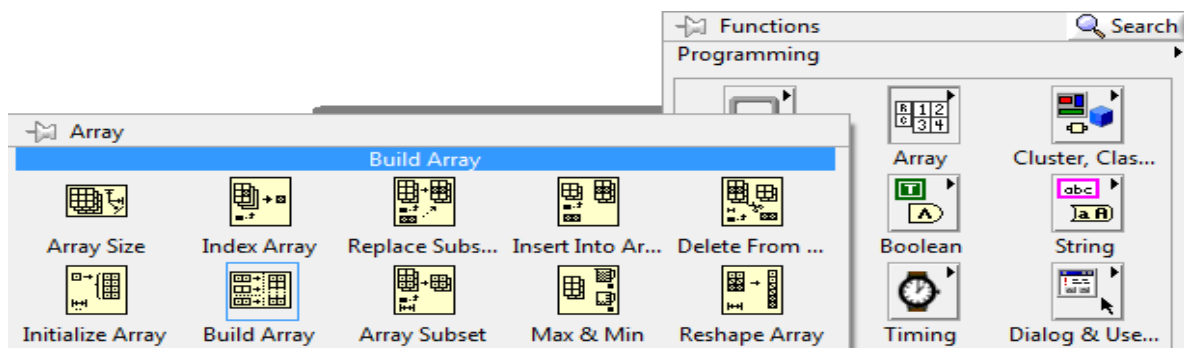 Functions
Search
Programming
Array
Build Array
Array
Cluster, Clas...
Array Size
Index Array
Replace Subs...
Insert Into Ar...
Delete From ...
Boolean
String
Initialize Array
Build Array
Array Subset
Max & Min
Reshape Array
Timing
Dialog & Use...